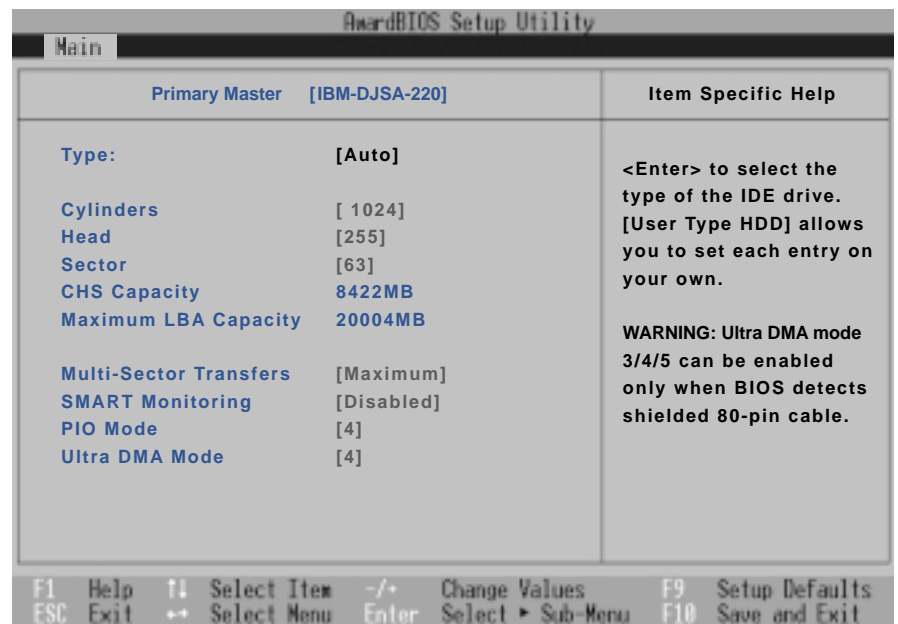 AwardBIOS Setup Utility
Main
Primary Master [IBM-DJSA-220]
Item Specific Help
Type: [Auto]
Cylinders [ 1024]
Head [255]
Sector [63]
CHS Capacity 8422MB
Maximum LBA Capacity 20004MB
Multi-Sector Transfers [Maximum]
SMART Monitoring [Disabled]
PIO Mode [4]
Ultra DMA Mode [4]
<Enter> to select the
type of the IDE drive.
[User Type HDD] allows
you to set each entry on
your own.
WARNING: Ultra DMA mode
3/4/5 can be enabled
only when BIOS detects
shielded 80-pin cable.
F1 Help ↑↓ Select Item -/+ Change Values F9 Setup Defaults
ESC Exit ↔ Select Menu Enter Select ► Sub-Menu F10 Save and Exit